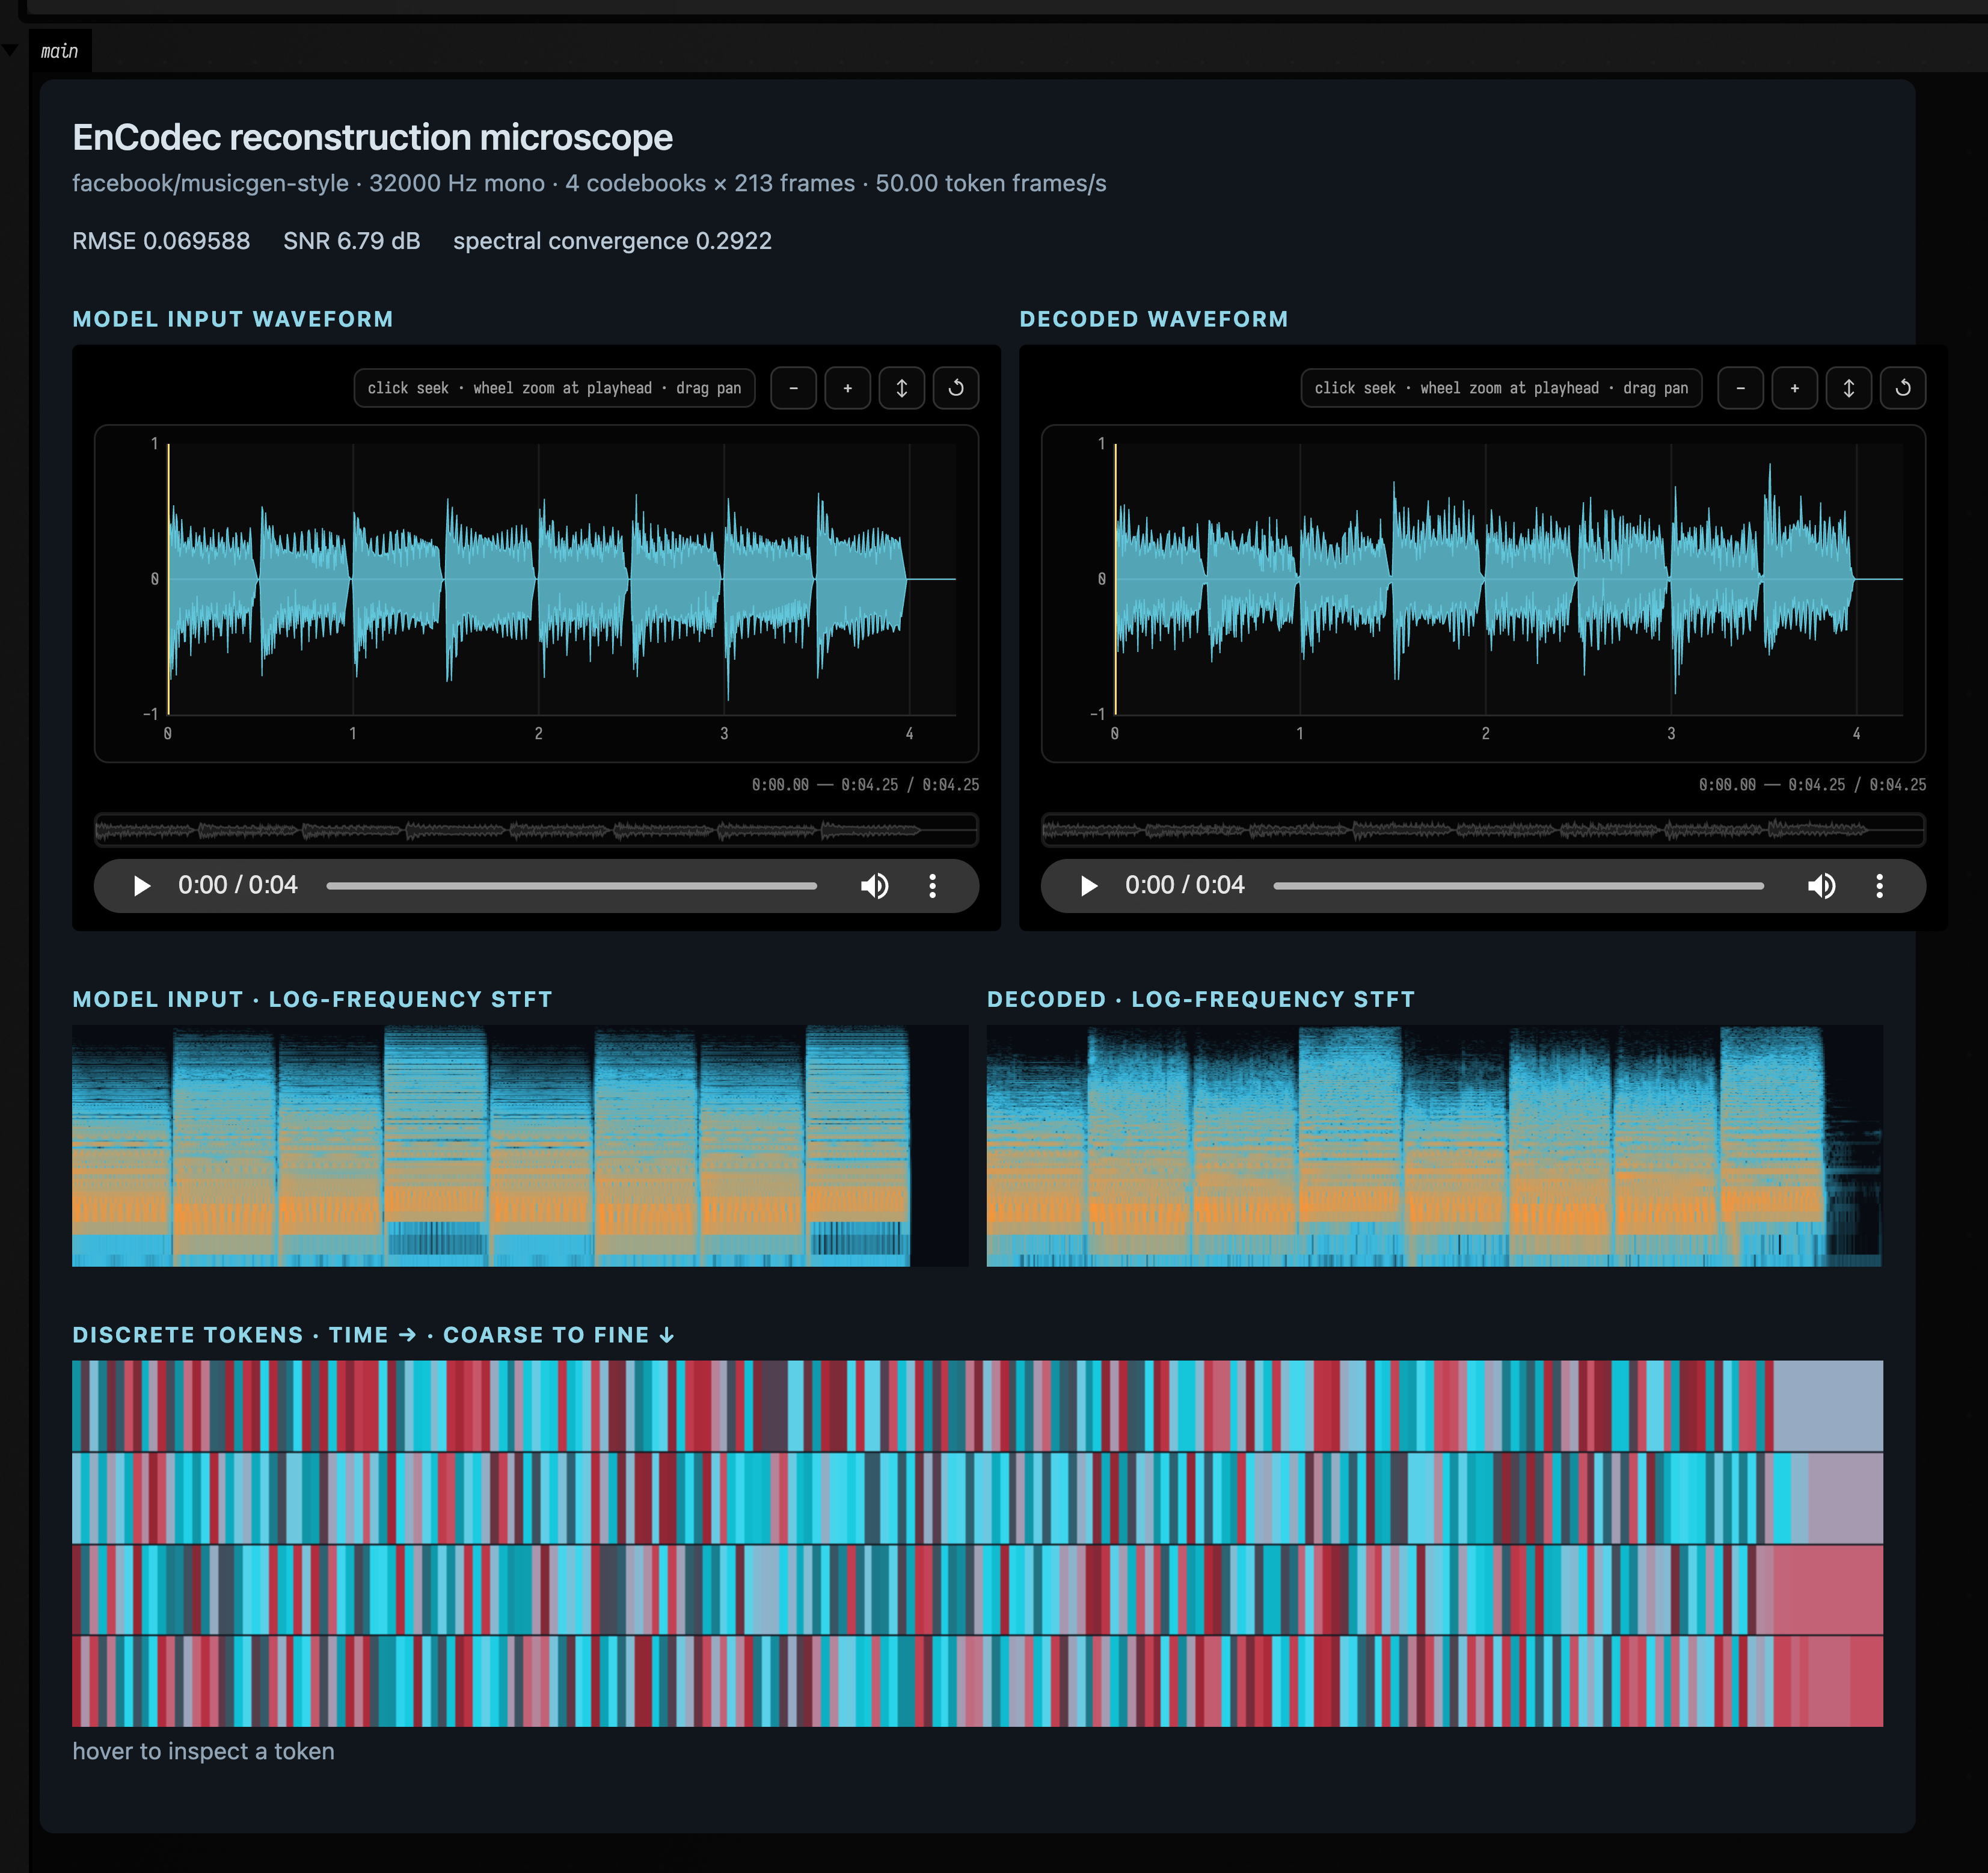 main
EnCodec reconstruction microscope
facebook/musicgen-style · 32000 Hz mono · 4 codebooks × 213 frames · 50.00 token frames/s
RMSE 0.069588 SNR 6.79 dB spectral convergence 0.2922
MODEL INPUT WAVEFORM
click seek · wheel zoom at playhead · drag pan
− + ↕
1
0
−1
0 1 2 3 4
0:00.00 — 0:04.25 / 0:04.25
0:00 / 0:04
DECODED WAVEFORM
click seek · wheel zoom at playhead · drag pan
− + ↕
1
0
−1
0 1 2 3 4
0:00.00 — 0:04.25 / 0:04.25
0:00 / 0:04
MODEL INPUT · LOG-FREQUENCY STFT
DECODED · LOG-FREQUENCY STFT
DISCRETE TOKENS · TIME → · COARSE TO FINE ↓
hover to inspect a token